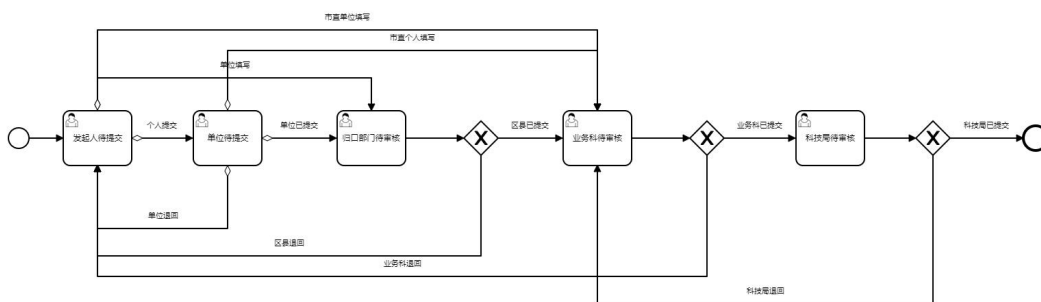 市直单位填写
市直个人填写
单位填写
发起人待提交
个人提交
单位待提交
单位已提交
归口部门待审核
区县已提交
业务科待审核
业务科已提交
科技局待审核
科技局已提交
单位退回
区县退回
业务科退回
科技局退回